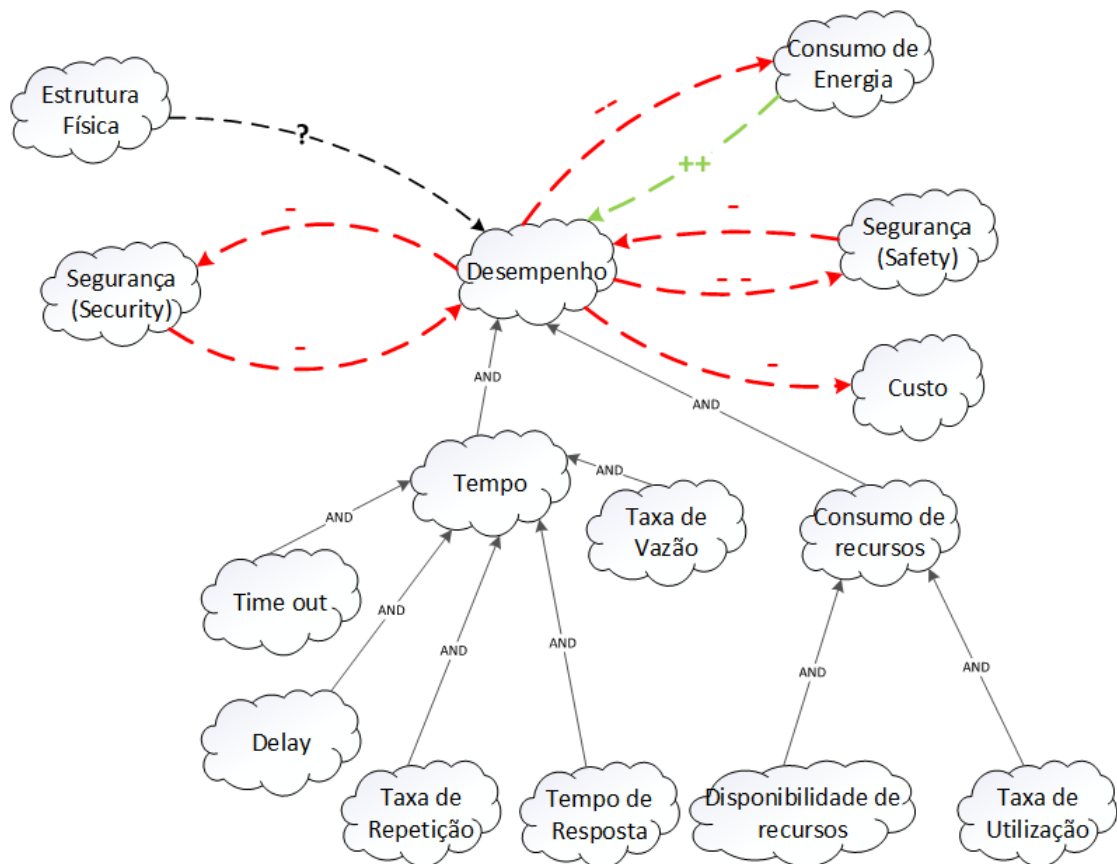 Consumo de
Energia
Estrutura
Física
--
?
++
-
-
Segurança
(Safety)
Segurança
(Security)
Desempenho
- -
-
-
Custo
AND
AND
Tempo
AND
Taxa de
Vazão
Consumo de
recursos
AND
Time out
AND
AND
AND
AND
AND
Delay
Taxa de
Repetição
Tempo de
Resposta
Disponibilidade de
recursos
Taxa de
Utilização